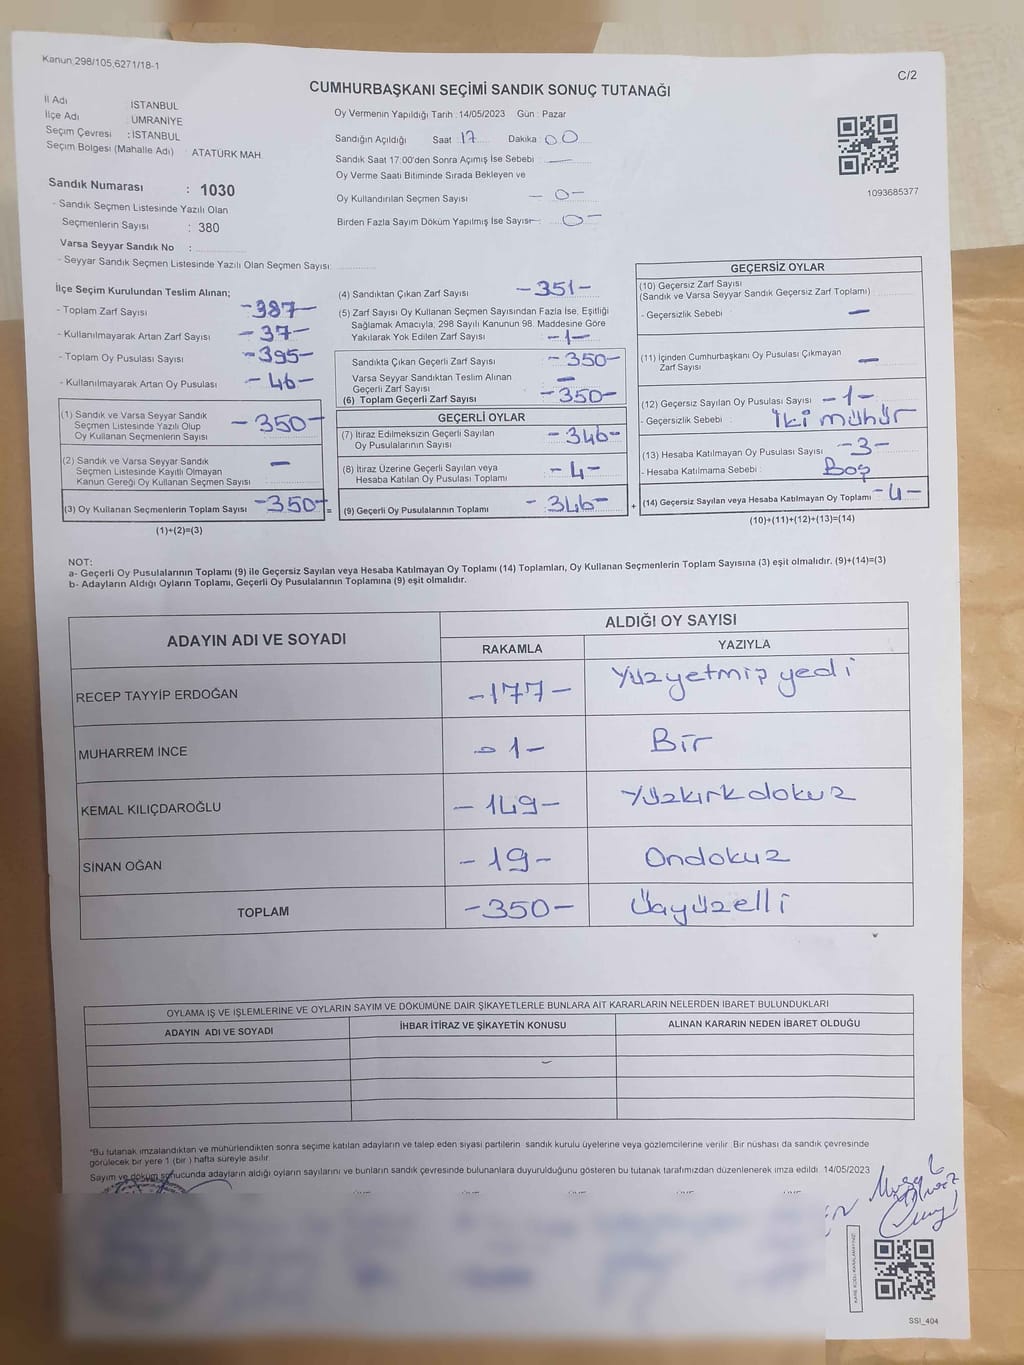 Kanun,298/105,6271/18-1
C/2
CUMHURBAŞKANI SEÇİMİ SANDIK SONUÇ TUTANAĞI
İl Adı : İSTANBUL
İlçe Adı : ÜMRANİYE
Seçim Çevresi : İSTANBUL
Seçim Bölgesi (Mahalle Adı) : ATATÜRK MAH.
Sandık Numarası : 1030
- Sandık Seçmen Listesinde Yazılı Olan
Seçmenlerin Sayısı : 380
Varsa Seyyar Sandık No :
- Seyyar Sandık Seçmen Listesinde Yazılı Olan Seçmen Sayısı:
Oy Vermenin Yapıldığı Tarih : 14/05/2023 Gün : Pazar
Sandığın Açıldığı Saat : 17 Dakika : 00
Sandık Saat 17:00'den Sonra Açımış İse Sebebi : —
Oy Verme Saati Bitiminde Sırada Bekleyen ve
Oy Kullandırılan Seçmen Sayısı - 0 -
Birden Fazla Sayım Döküm Yapılmış İse Sayısı - : 0 -
1093685377
İlçe Seçim Kurulundan Teslim Alınan;
- Toplam Zarf Sayısı -387-
- Kullanılmayarak Artan Zarf Sayısı -37-
- Toplam Oy Pusulası Sayısı -395-
- Kullanılmayarak Artan Oy Pusulası -46-
(1) Sandık ve Varsa Seyyar Sandık
Seçmen Listesinde Yazılı Olup
Oy Kullanan Seçmenlerin Sayısı -350-
(2) Sandık ve Varsa Seyyar Sandık
Seçmen Listesinde Kayıtlı Olmayan
Kanun Gereği Oy Kullanan Seçmen Sayısı —
(3) Oy Kullanan Seçmenlerin Toplam Sayısı -350- =
(1)+(2)=(3)
(4) Sandıktan Çıkan Zarf Sayısı -351-
(5) Zarf Sayısı Oy Kullanan Seçmen Sayısından Fazla İse, Eşitliği
Sağlamak Amacıyla, 298 Sayılı Kanunun 98. Maddesine Göre
Yakılarak Yok Edilen Zarf Sayısı -1-
Sandıkta Çıkan Geçerli Zarf Sayısı -350-
Varsa Seyyar Sandıktan Teslim Alınan
Geçerli Zarf Sayısı —
(6) Toplam Geçerli Zarf Sayısı -350-
GEÇERLİ OYLAR
(7) İtiraz Edilmeksizin Geçerli Sayılan
Oy Pusulalarının Sayısı -346-
(8) İtiraz Üzerine Geçerli Sayılan veya
Hesaba Katılan Oy Pusulası Toplamı -4-
(9) Geçerli Oy Pusulalarının Toplamı -346- +
GEÇERSİZ OYLAR
(10) Geçersiz Zarf Sayısı
(Sandık ve Varsa Seyyar Sandık Geçersiz Zarf Toplamı)
- Geçersizlik Sebebi : —
(11) İçinden Cumhurbaşkanı Oy Pusulası Çıkmayan
Zarf Sayısı —
(12) Geçersiz Sayılan Oy Pusulası Sayısı -1-
- Geçersizlik Sebebi : İki mühür
(13) Hesaba Katılmayan Oy Pusulası Sayısı -3-
- Hesaba Katılmama Sebebi : Boş
(14) Geçersiz Sayılan veya Hesaba Katılmayan Oy Toplamı -4-
(10)+(11)+(12)+(13)=(14)
NOT:
a- Geçerli Oy Pusulalarının Toplamı (9) ile Geçersiz Sayılan veya Hesaba Katılmayan Oy Toplamı (14) Toplamları, Oy Kullanan Seçmenlerin Toplam Sayısına (3) eşit olmalıdır. (9)+(14)=(3)
b- Adayların Aldığı Oyların Toplamı, Geçerli Oy Pusulalarının Toplamına (9) eşit olmalıdır.
ADAYIN ADI VE SOYADI ALDIĞI OY SAYISI
RAKAMLA YAZIYLA
RECEP TAYYİP ERDOĞAN -177- Yüzyetmiş yedi
MUHARREM İNCE - 1- Bir
KEMAL KILIÇDAROĞLU -149- Yüzkırkdokuz
SİNAN OĞAN -19- Ondokuz
TOPLAM -350- Üçyüzelli
OYLAMA İŞ VE İŞLEMLERİNE VE OYLARIN SAYIM VE DÖKÜMÜNE DAİR ŞİKAYETLERLE BUNLARA AİT KARARLARIN NELERDEN İBARET BULUNDUKLARI
ADAYIN ADI VE SOYADI İHBAR İTİRAZ VE ŞİKAYETİN KONUSU ALINAN KARARIN NEDEN İBARET OLDUĞU
*Bu tutanak imzalandıktan ve mühürlendikten sonra seçime katılan adayların ve talep eden siyasi partilerin sandık kurulu üyelerine veya gözlemcilerine verilir. Bir nüshası da sandık çevresinde
görülecek bir yere 1 (bir ) hafta süreyle asılır.
Sayım ve döküm sonucunda adayların aldığı oyların sayılarını ve bunların sandık çevresinde bulunanlara duyurulduğunu gösteren bu tutanak tarafımızdan düzenlenerek imza edildi. 14/05/2023
KARE KODU KARALAMAYINIZ
SSI_404